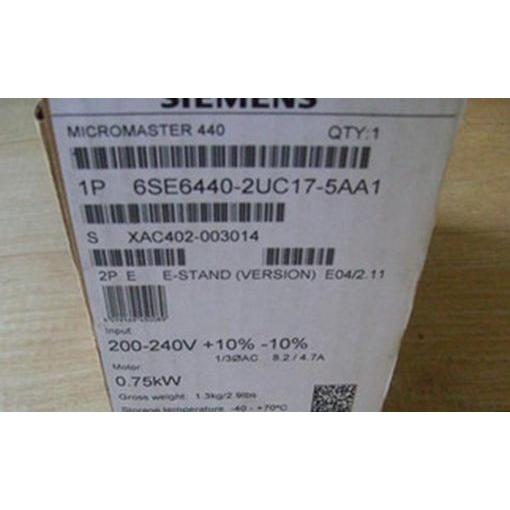 SIEMENS
MICROMASTER 440 QTY:1
1P 6SE6440-2UC17-5AA1
S XAC402-003014
2P E E-STAND (VERSION) E04/2.11
Input
200-240V +10% -10%
1/3ØAC 8.2/4.7A
Motor
0.75kW
Gross weight: 1.3kg/2.9lbs
Storage temperature -40 - +70°C